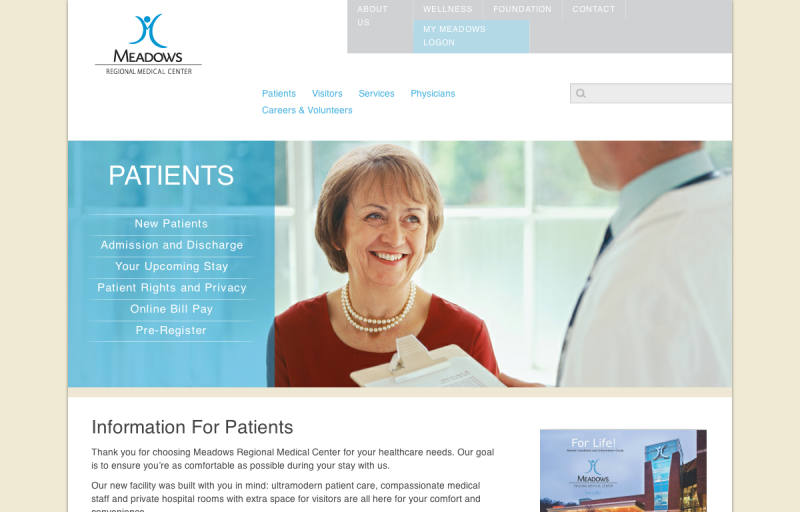 ABOUT US
WELLNESS
FOUNDATION
CONTACT
MY MEADOWS LOGON
MEADOWS
REGIONAL MEDICAL CENTER
Patients
Visitors
Services
Physicians
Careers & Volunteers
PATIENTS
New Patients
Admission and Discharge
Your Upcoming Stay
Patient Rights and Privacy
Online Bill Pay
Pre-Register
Information For Patients
Thank you for choosing Meadows Regional Medical Center for your healthcare needs. Our goal
is to ensure you're as comfortable as possible during your stay with us.
Our new facility was built with you in mind: ultramodern patient care, compassionate medical
staff and private hospital rooms with extra space for visitors are all here for your comfort and
convenience.
For Life!
MEADOWS